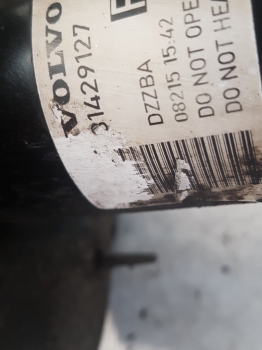 VOLVO
31429127
DZZBA
08215 15:42
DO NOT OPE
DO NOT HEA